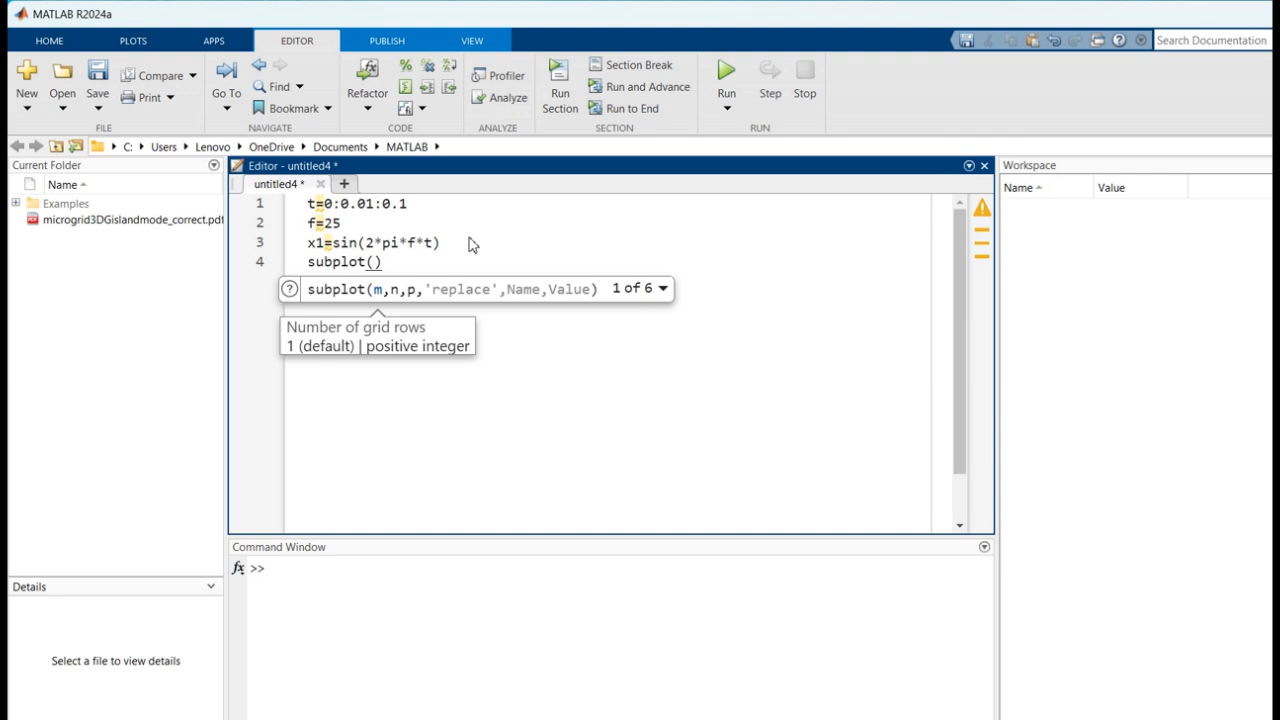 MATLAB R2024a
HOME PLOTS APPS EDITOR PUBLISH VIEW Search Documentation
New Open Save Compare Print Go To Find Bookmark Refactor Profiler Analyze Run Section Section Break Run and Advance Run to End Run Step Stop
FILE NAVIGATE CODE ANALYZE SECTION RUN
C: Users Lenovo OneDrive Documents MATLAB
Current Folder
Name
Examples
microgrid3DGislandmode_correct.pdf
Details
Select a file to view details
Editor - untitled4 *
untitled4 *
1 t=0:0.01:0.1
2 f=25
3 x1=sin(2*pi*f*t)
4 subplot()
subplot(m,n,p,'replace',Name,Value) 1 of 6
Number of grid rows
1 (default) | positive integer
Command Window
fx >>
Workspace
Name Value